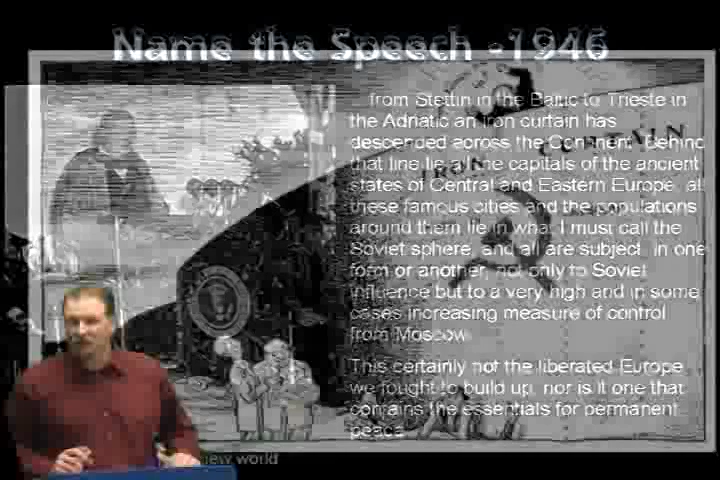 Name the Speech -1946
from Stettin in the Baltic to Trieste in
the Adriatic an iron curtain has
descended across the Continent. Behind
that line lie all the capitals of the ancient
states of Central and Eastern Europe, all
these famous cities and the populations
around them lie in what I must call the
Soviet sphere, and all are subject, in one
form or another, not only to Soviet
influence but to a very high and in some
cases increasing measure of control
from Moscow.
This certainly not the liberated Europe
we fought to build up, nor is it one that
contains the essentials for permanent
peace
IRON CURTAIN
new world